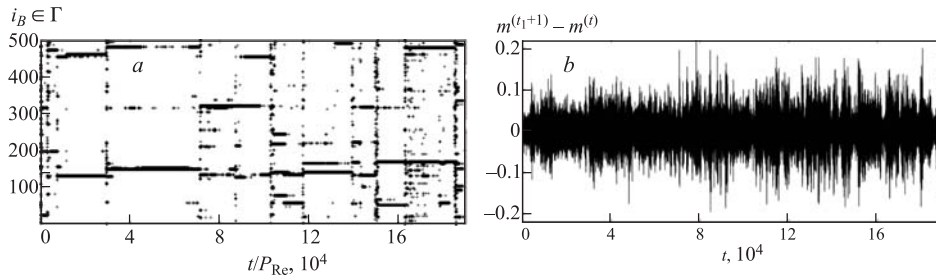 i_B ∈ Γ
500
400
300
200
100
0 4 8 12 16
t/P_Re, 10^4
a
m^(t_1+1) – m^(t)
0.2
0.1
0
–0.1
–0.2
0 4 8 12 16
t, 10^4
b